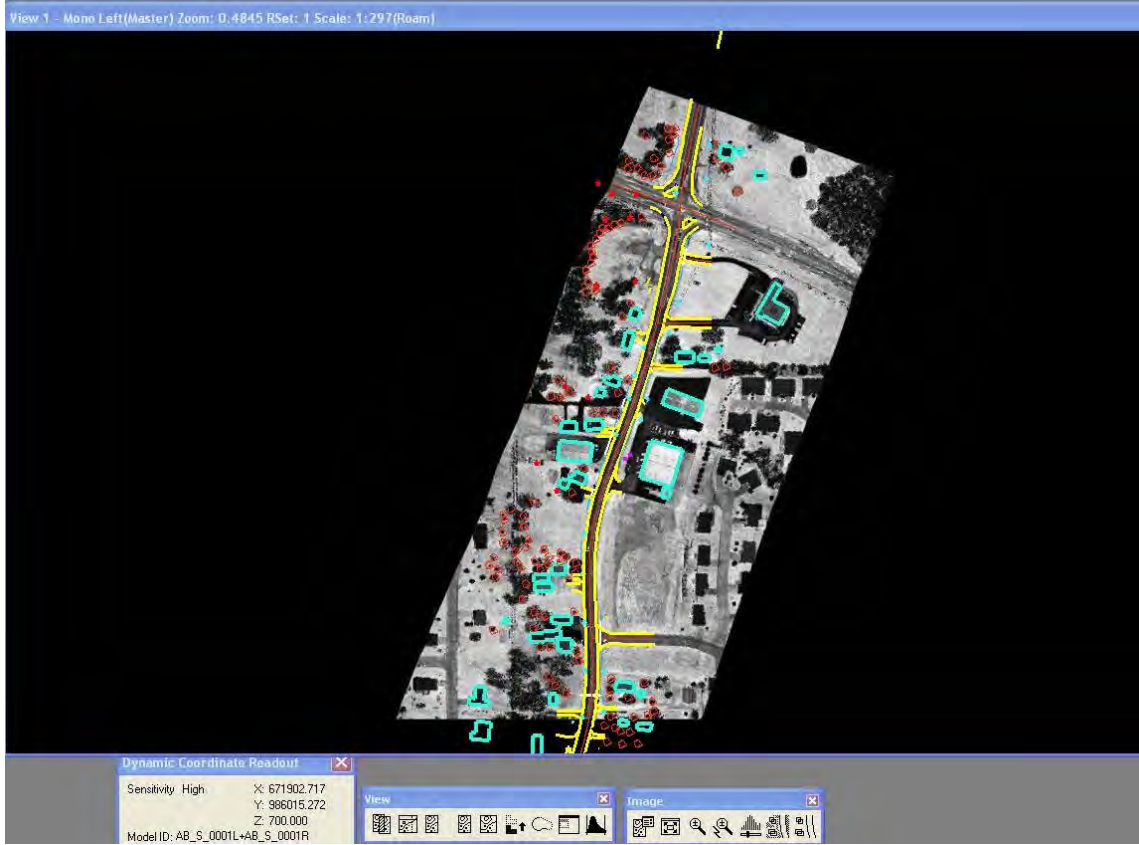 View 1 - Mono Left(Master) Zoom: 0.4845 RSet: 1 Scale: 1:297(Roam)
Dynamic Coordinate Readout
Sensitivity High X: 671902.717
Y: 986015.272
Z: 700.000
Model ID: AB_S_0001L+AB_S_0001R
View
Image